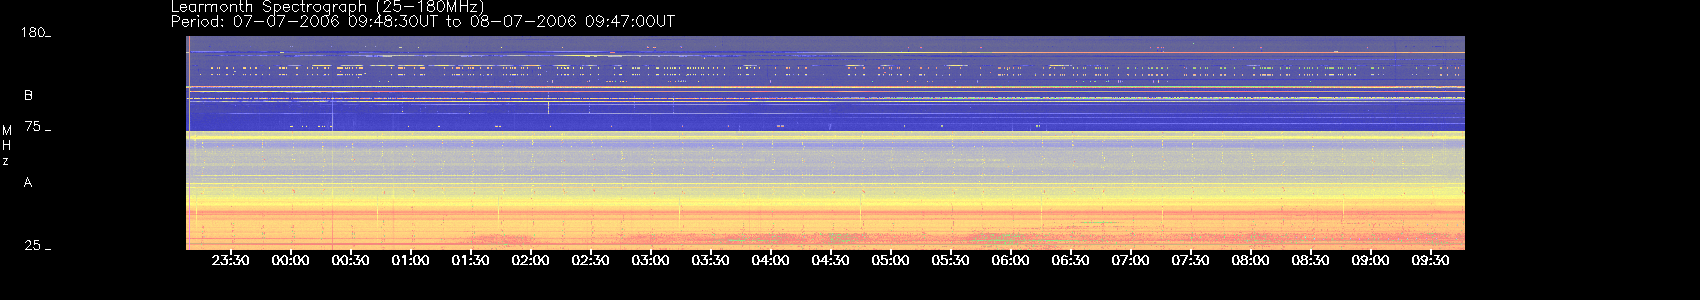 Learmonth Spectrograph (25-180MHz)
Period: 07-07-2006 09:48:30UT to 08-07-2006 09:47:00UT
180
B
75
M
H
z
A
25
23:30 00:00 00:30 01:00 01:30 02:00 02:30 03:00 03:30 04:00 04:30 05:00 05:30 06:00 06:30 07:00 07:30 08:00 08:30 09:00 09:30